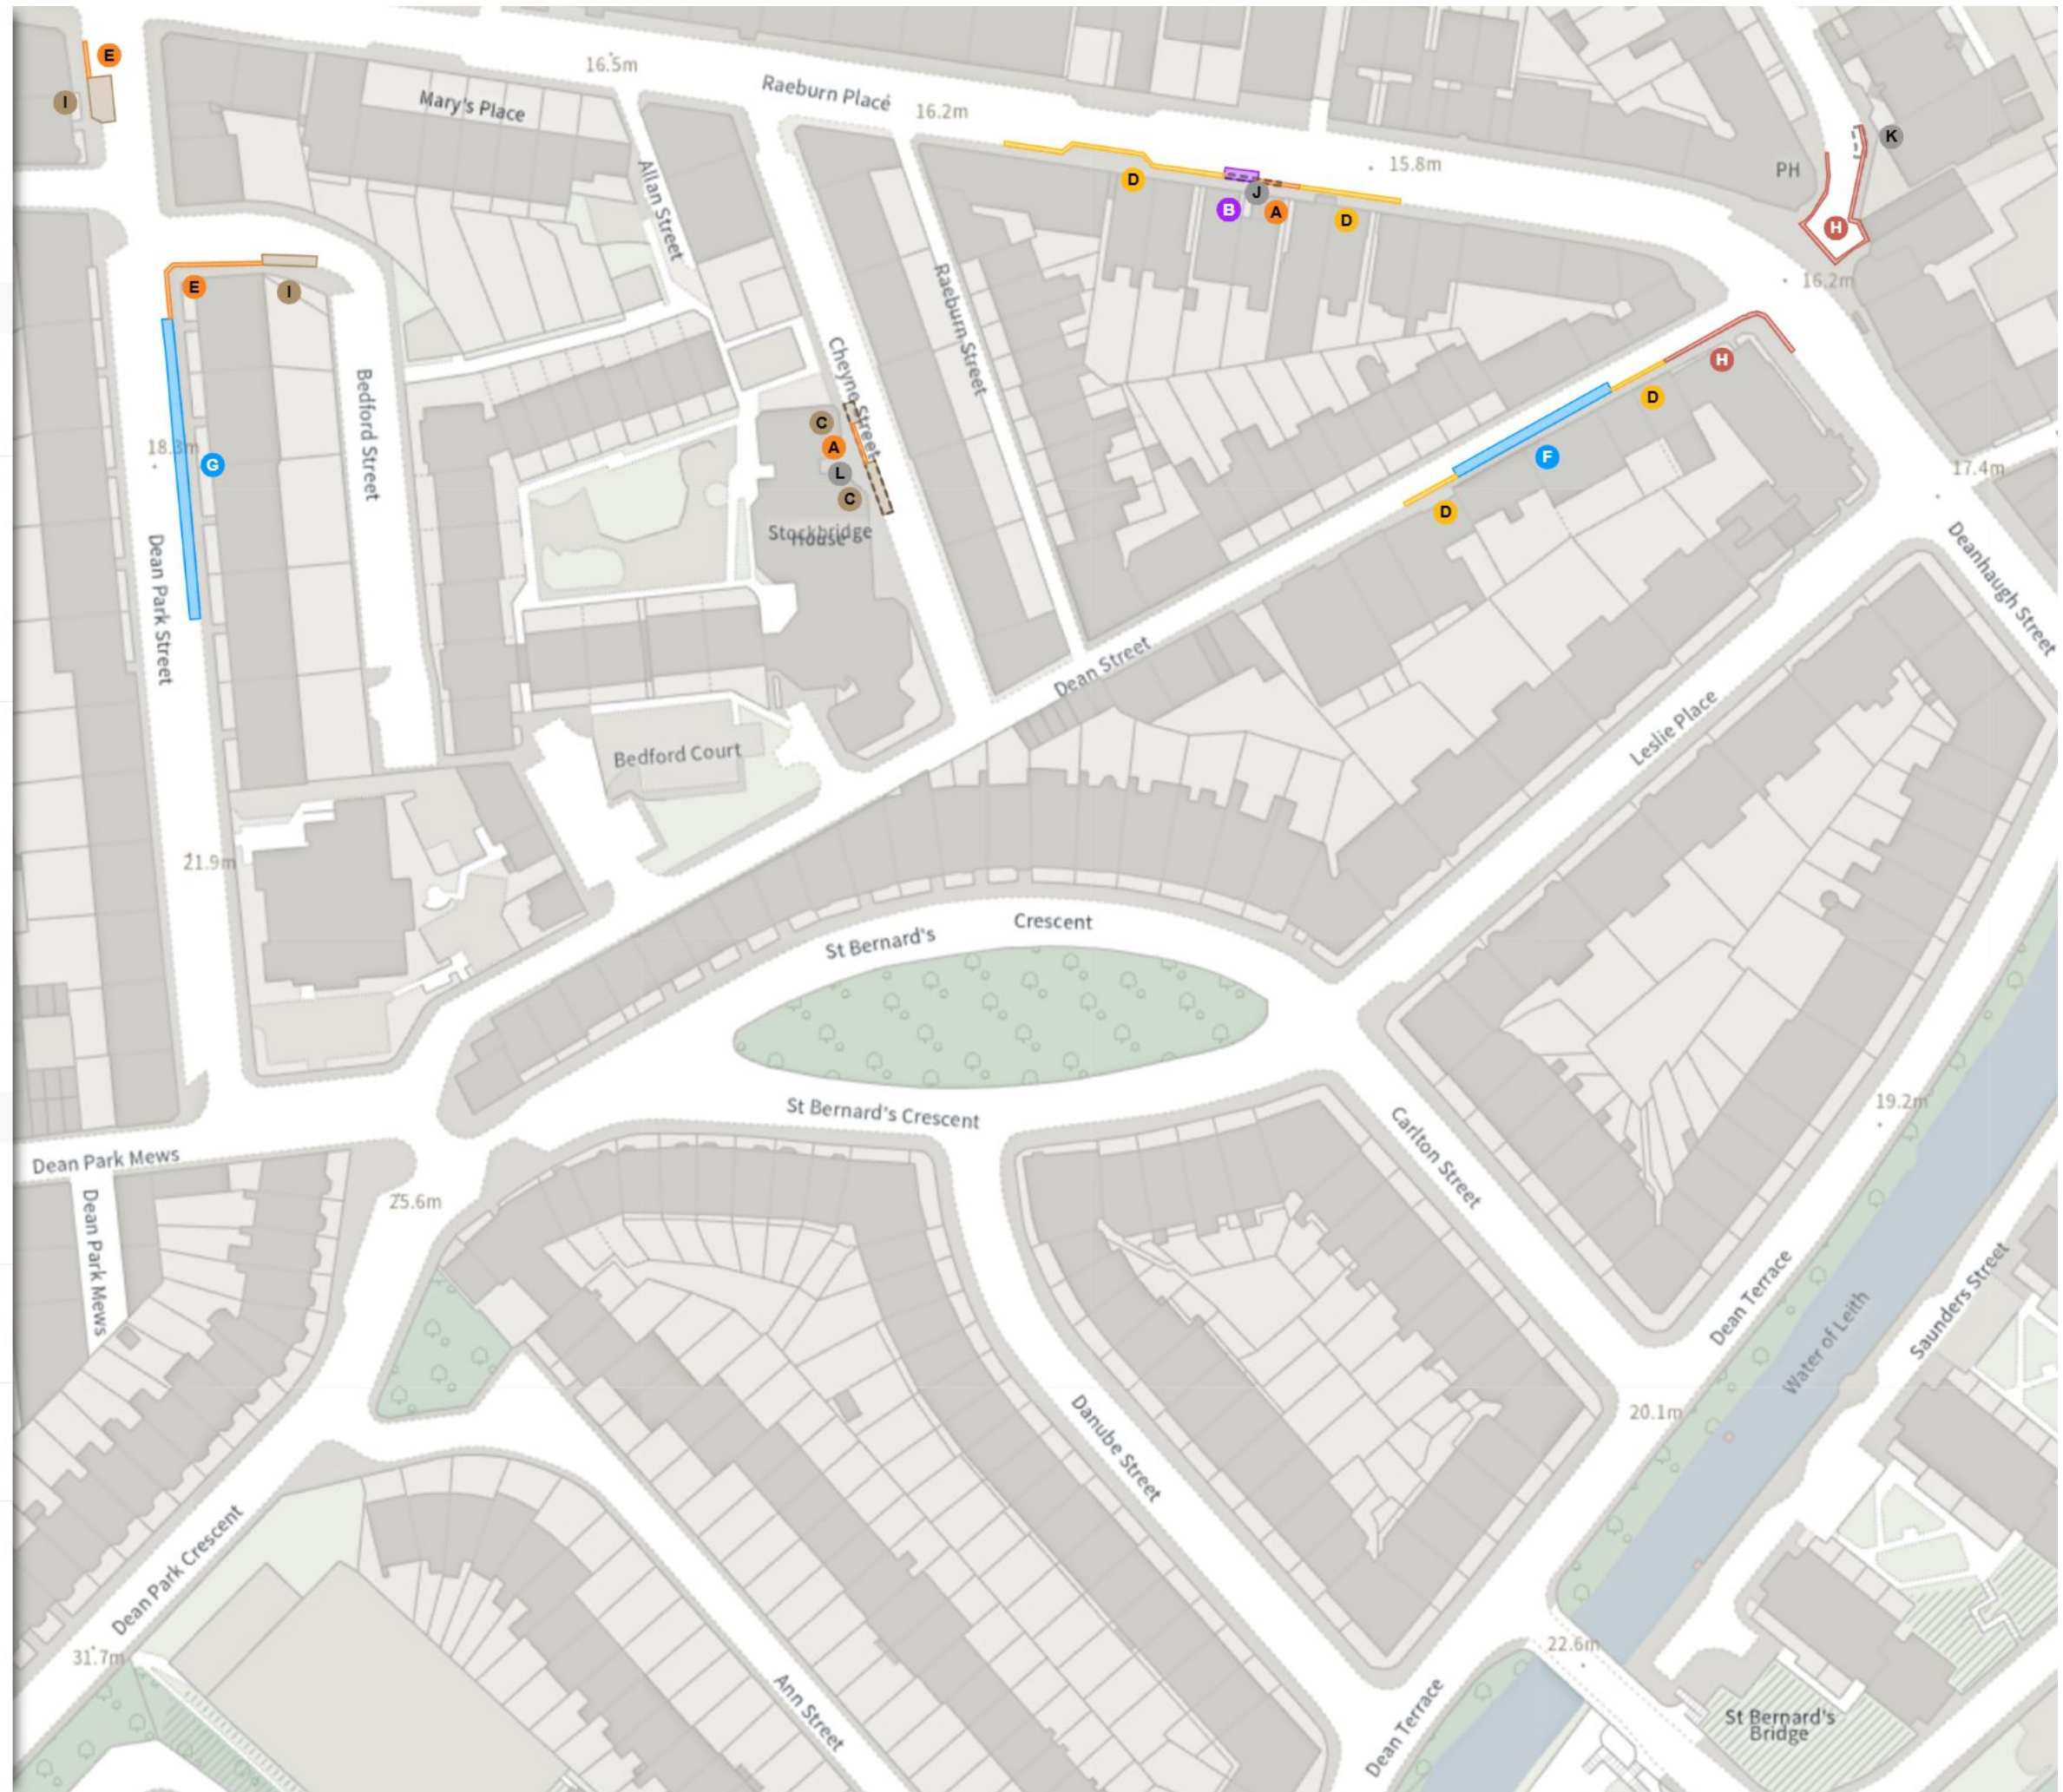 E
I
16.5m
Mary's Place
Raeburn Place
16.2m
15.8m
PH
K
D
J
B
A
D
H
16.2m
Allan Street
E
I
Raeburn Street
Cheyne Street
Bedford Street
H
D
F
D
C
A
L
C
18.3m
G
17.4m
Stockbridge
House
Dean Park Street
Deanhaugh Street
Dean Street
Leslie Place
Bedford Court
21.9m
St Bernard's
Crescent
St Bernard's Crescent
19.2m
Carlton Street
Dean Park Mews
Dean Park Mews
25.6m
Dean Terrace
Water of Leith
Saunders Street
20.1m
Danube Street
Dean Park Crescent
31.7m
22.6m
Ann Street
Dean Terrace
St Bernard's
Bridge